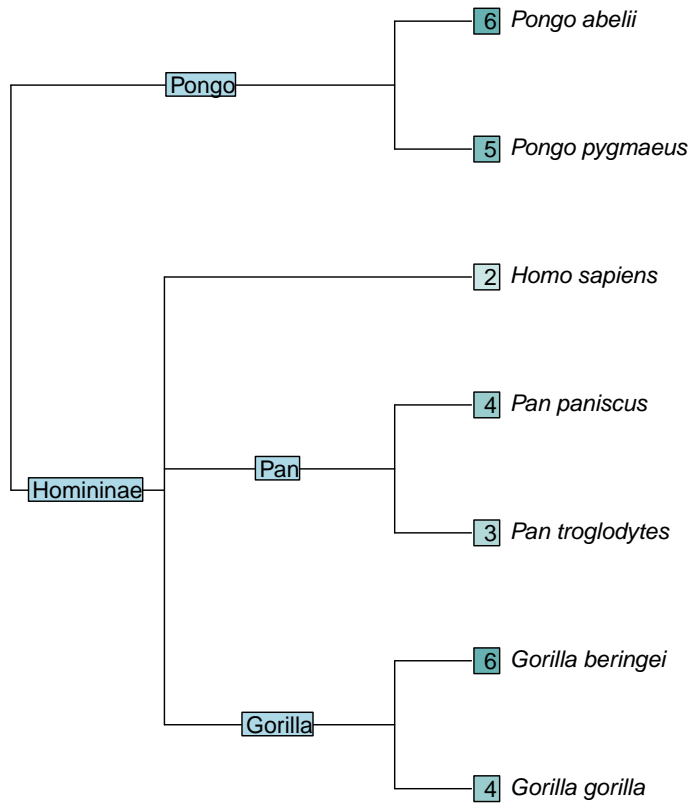 6 Pongo abelii
Pongo
5 Pongo pygmaeus
2 Homo sapiens
4 Pan paniscus
Pan
Homininae
3 Pan troglodytes
6 Gorilla beringei
Gorilla
4 Gorilla gorilla